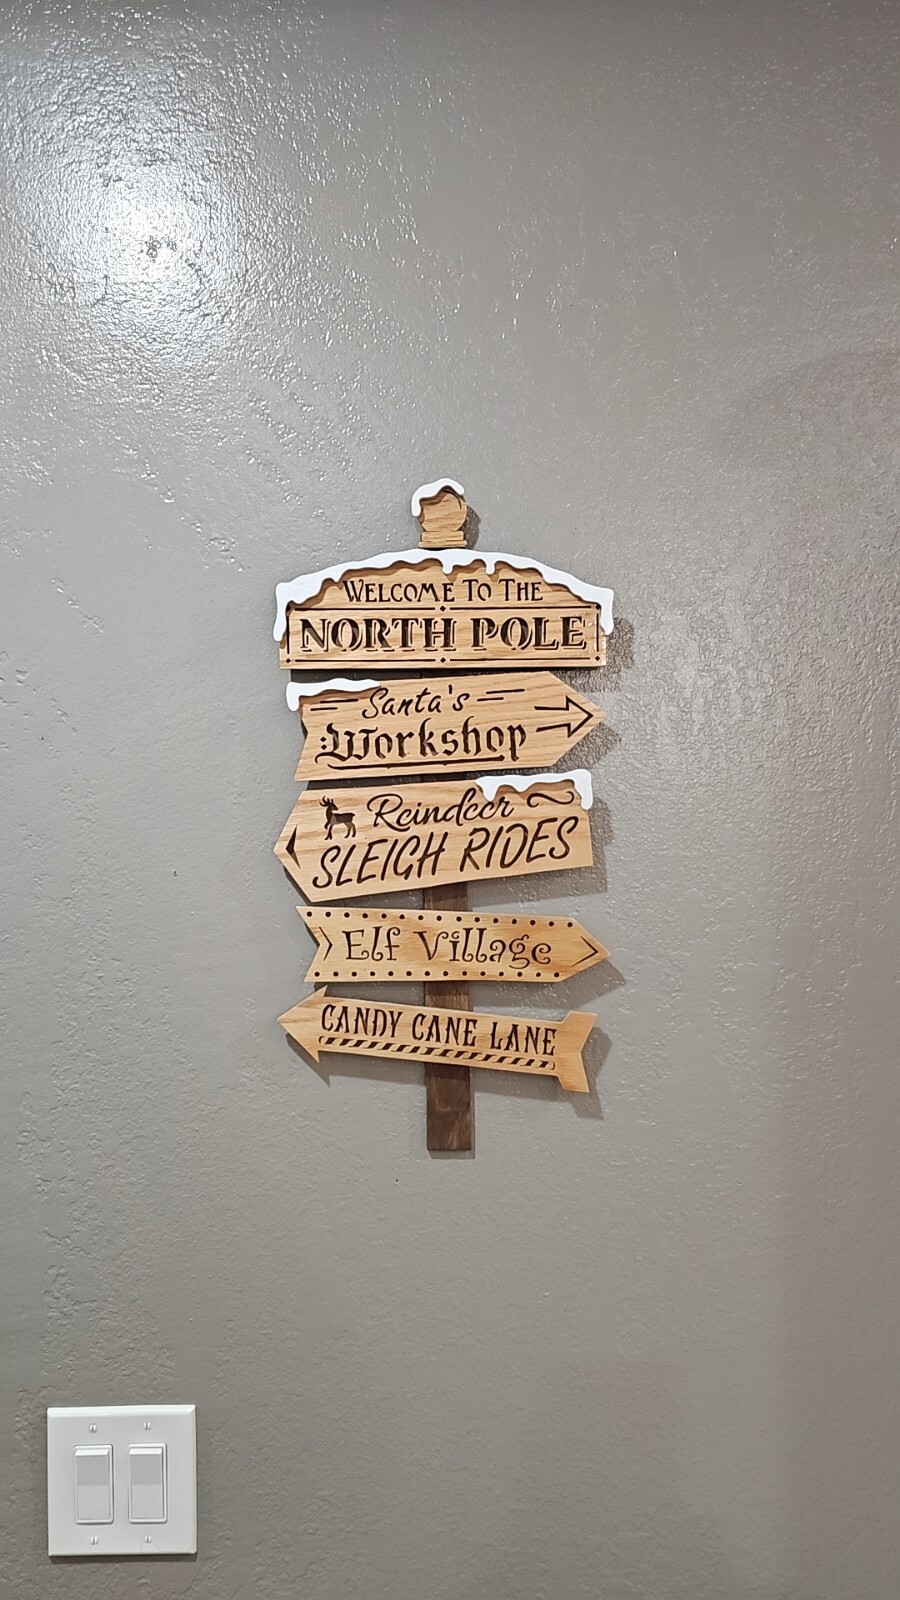 WELCOME TO THE
NORTH POLE
Santa's
Workshop
Reindeer
SLEIGH RIDES
Elf Village
CANDY CANE LANE